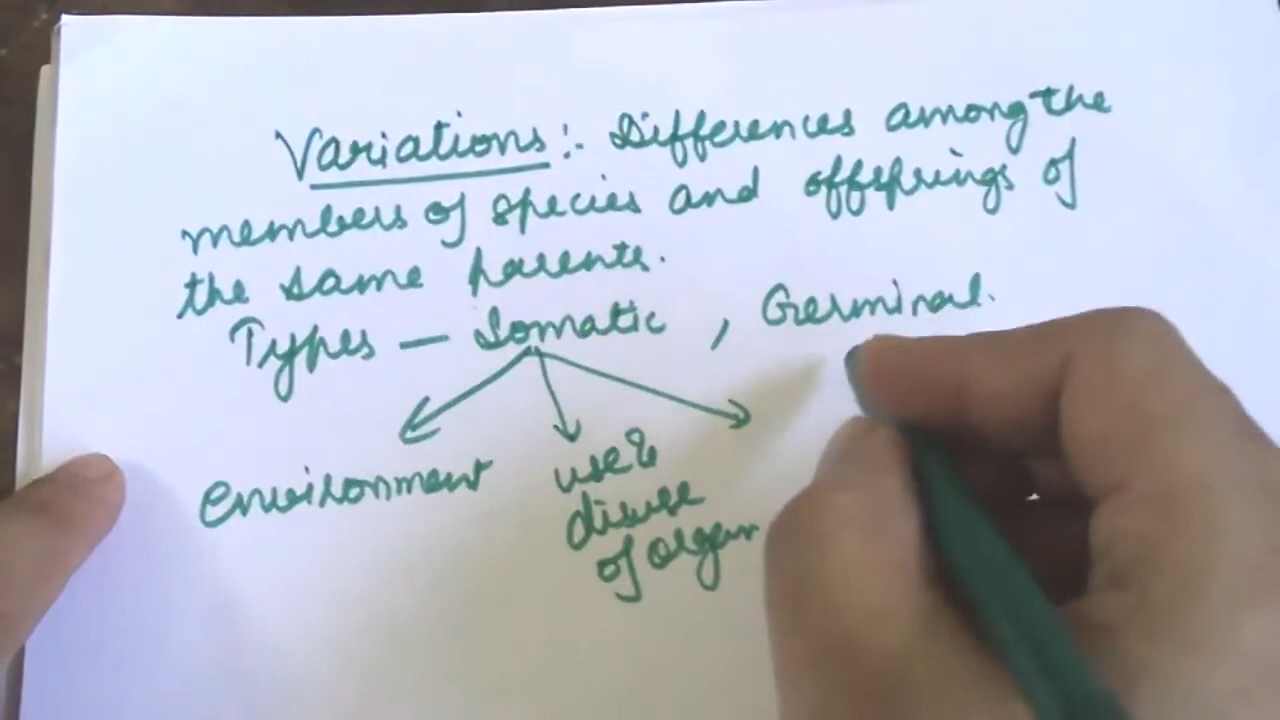 Variations:- Differences among the
members of species and offsprings of
the same parents.
Types — Somatic , Germinal.
environment
use &
disuse
of organ